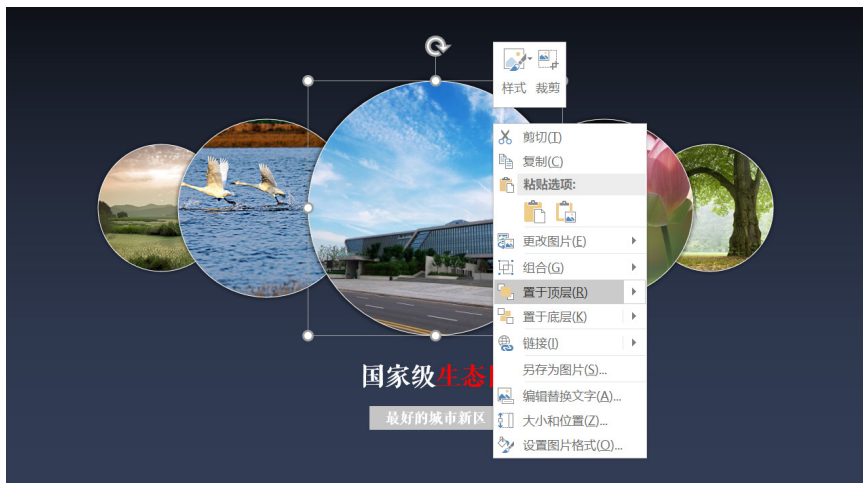 样式 裁剪
剪切(T)
复制(C)
粘贴选项:
更改图片(E)
组合(G)
置于顶层(R)
置于底层(K)
链接(I)
另存为图片(S)...
编辑替换文字(A)...
大小和位置(Z)...
设置图片格式(O)...
国家级生态
最好的城市新区